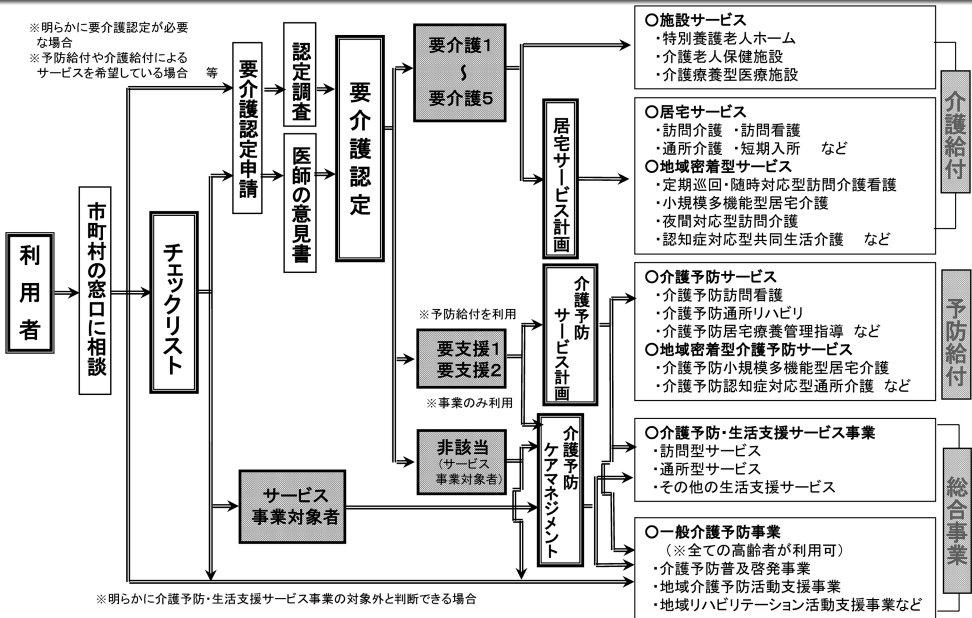 ※明らかに要介護認定が必要
な場合
※予防給付や介護給付による
サービスを希望している場合 等
利用者
市町村の窓口に相談
チェックリスト
要介護認定申請
認定調査
医師の意見書
要介護認定
要介護1
〜
要介護5
※予防給付を利用
要支援1
要支援2
※事業のみ利用
非該当
(サービス
事業対象者)
サービス
事業対象者
居宅サービス計画
介護予防
サービス計画
介護予防
ケアマネジメント
○施設サービス
・特別養護老人ホーム
・介護老人保健施設
・介護療養型医療施設
○居宅サービス
・訪問介護 ・訪問看護
・通所介護 ・短期入所 など
○地域密着型サービス
・定期巡回・随時対応型訪問介護看護
・小規模多機能型居宅介護
・夜間対応型訪問介護
・認知症対応型共同生活介護 など
介護給付
○介護予防サービス
・介護予防訪問看護
・介護予防通所リハビリ
・介護予防居宅療養管理指導 など
○地域密着型介護予防サービス
・介護予防小規模多機能型居宅介護
・介護予防認知症対応型通所介護 など
予防給付
○介護予防・生活支援サービス事業
・訪問型サービス
・通所型サービス
・その他の生活支援サービス
○一般介護予防事業
(※全ての高齢者が利用可)
・介護予防普及啓発事業
・地域介護予防活動支援事業
・地域リハビリテーション活動支援事業など
総合事業
※明らかに介護予防・生活支援サービス事業の対象外と判断できる場合